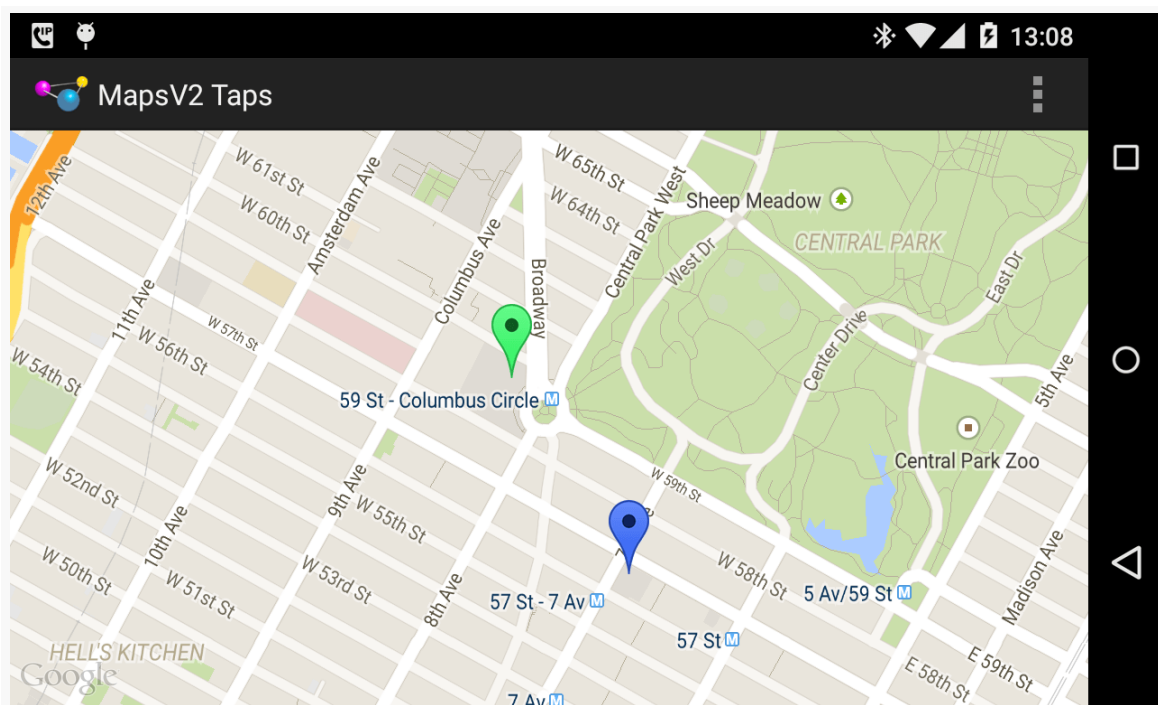 IP
13:08
MapsV2 Taps
W 61st St
W 65th St
12th Ave
Amsterdam Ave
W 60th St
W 64th St
Central Park West
Sheep Meadow
Columbus Ave
CENTRAL PARK
West Dr
East Dr
Broadway
11th Ave
W 57th St
W 56th St
Center Drive
W 54th St
5th Ave
59 St - Columbus Circle M
Central Park Zoo
W 52nd St
9th Ave
W 59th St
W 55th St
10th Ave
W 50th St
W 51st St
W 53rd St
W 58th St
Madison Ave
8th Ave
57 St - 7 Av M
5 Av/59 St M
57 St M
HELL'S KITCHEN
Google
E 58th St
E 59th St
7 Av M